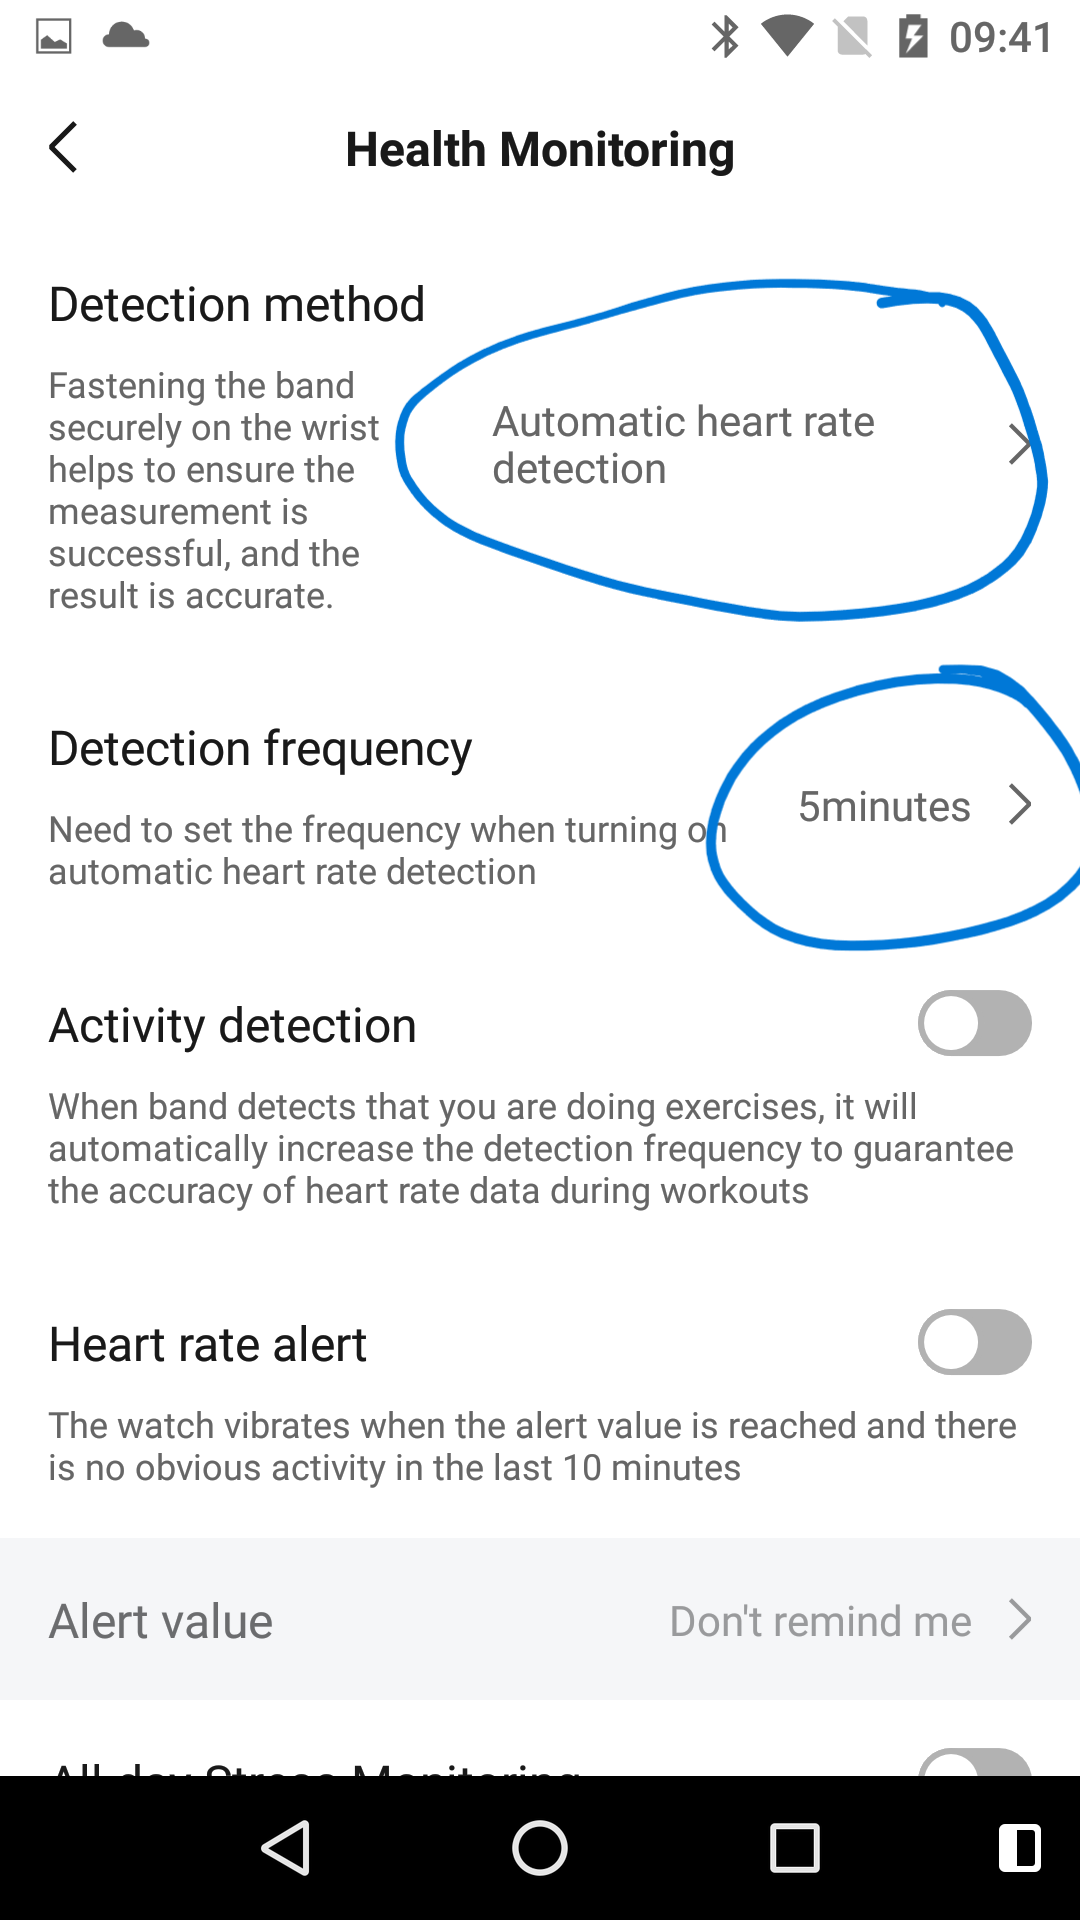 09:41
Health Monitoring
Detection method
Fastening the band
securely on the wrist
helps to ensure the
measurement is
successful, and the
result is accurate.
Automatic heart rate
detection
Detection frequency
Need to set the frequency when turning on
automatic heart rate detection
5minutes
Activity detection
When band detects that you are doing exercises, it will
automatically increase the detection frequency to guarantee
the accuracy of heart rate data during workouts
Heart rate alert
The watch vibrates when the alert value is reached and there
is no obvious activity in the last 10 minutes
Alert value
Don't remind me
All-day Stress Monitoring